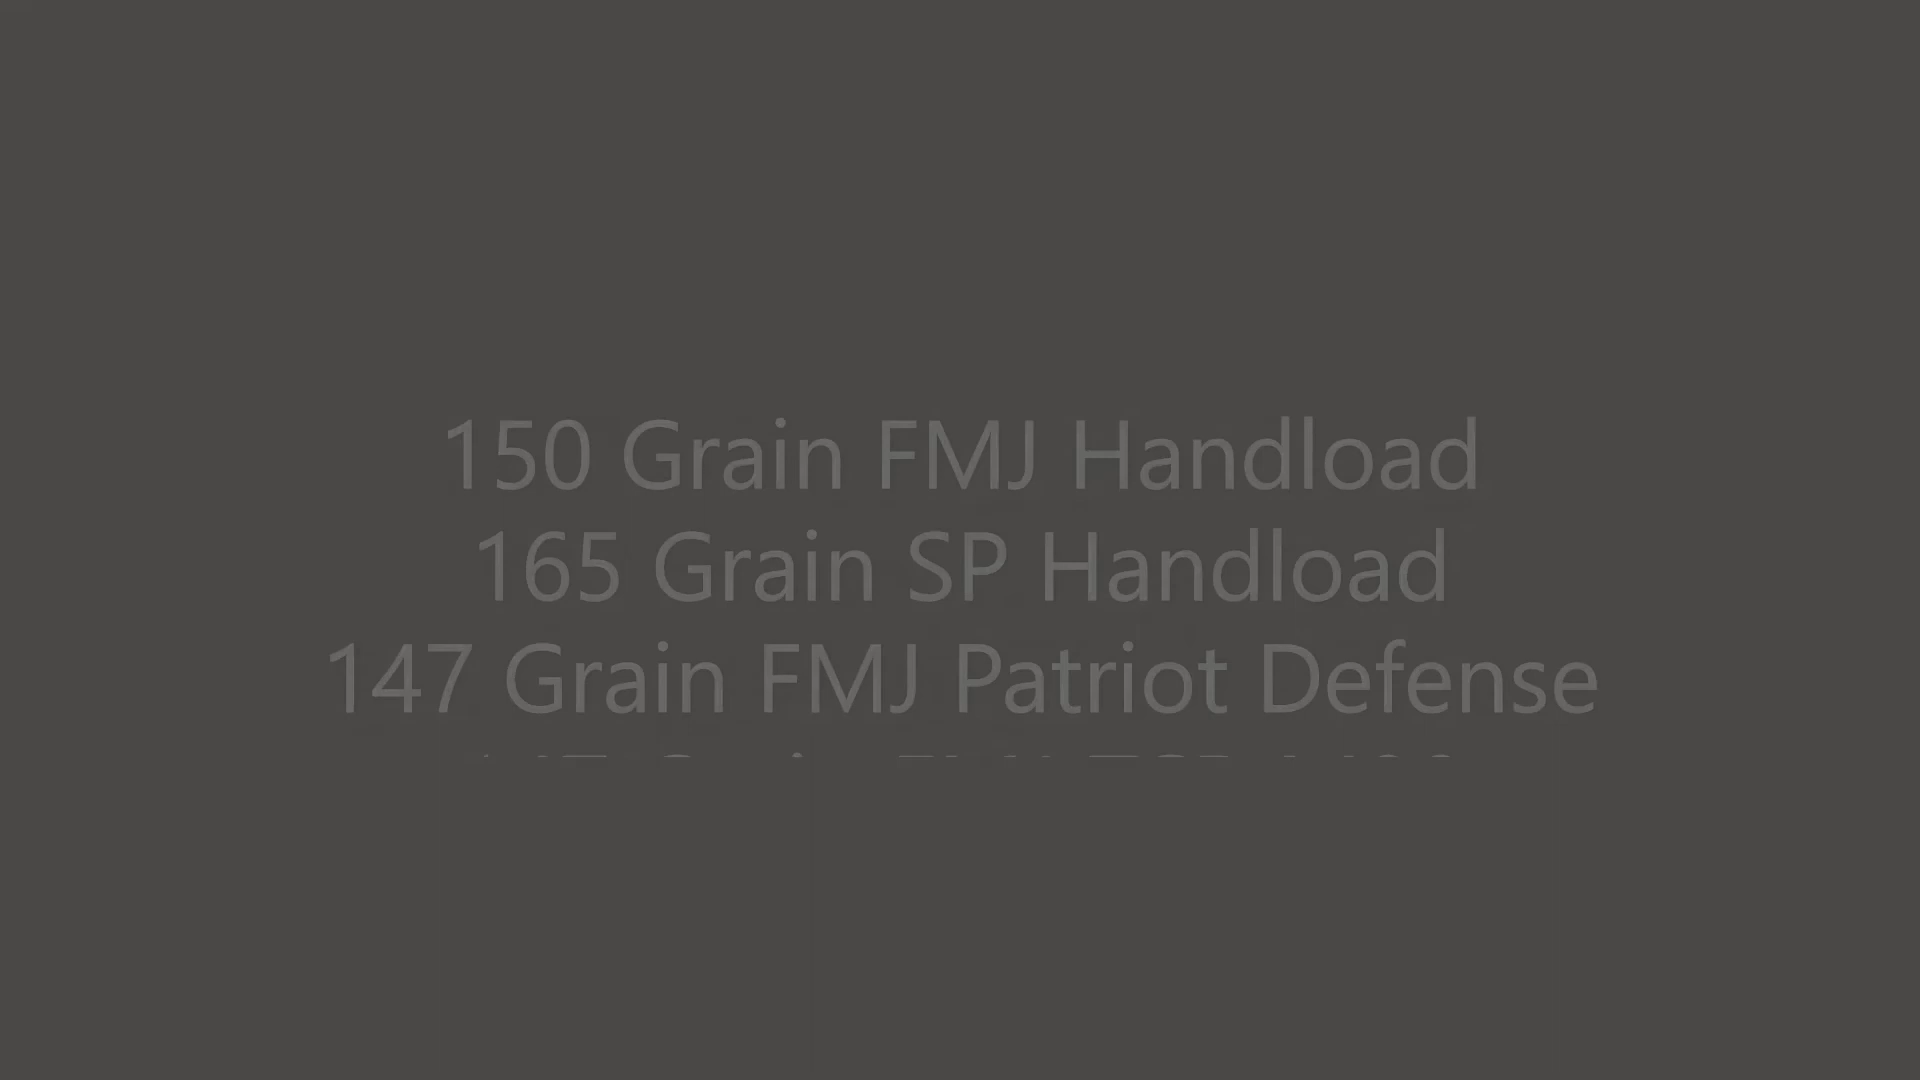 150 Grain FMJ Handload
165 Grain SP Handload
147 Grain FMJ Patriot Defense